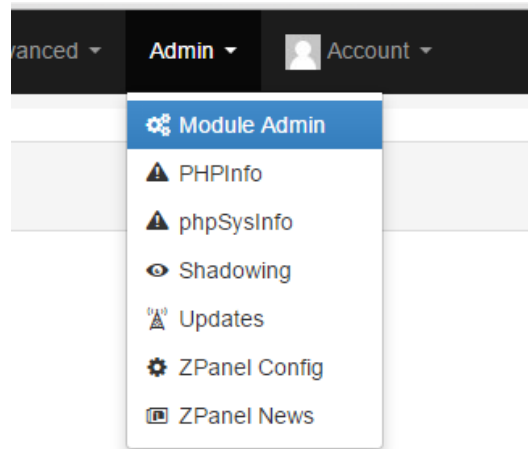 vanced Admin Account
Module Admin
PHPInfo
phpSysInfo
Shadowing
Updates
ZPanel Config
ZPanel News